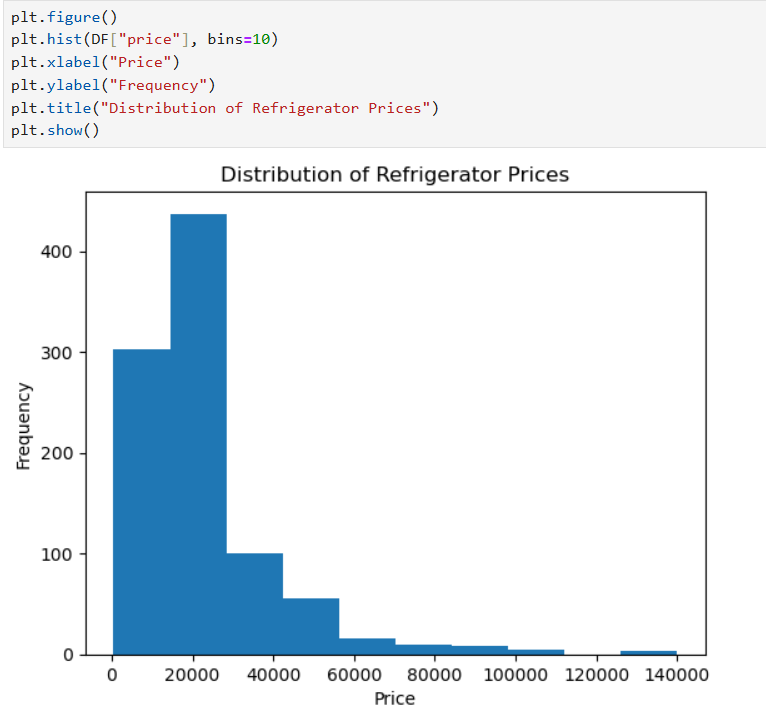 plt.figure()
plt.hist(DF["price"], bins=10)
plt.xlabel("Price")
plt.ylabel("Frequency")
plt.title("Distribution of Refrigerator Prices")
plt.show()
Distribution of Refrigerator Prices
400
300
200
100
0
Frequency
0 20000 40000 60000 80000 100000 120000 140000
Price